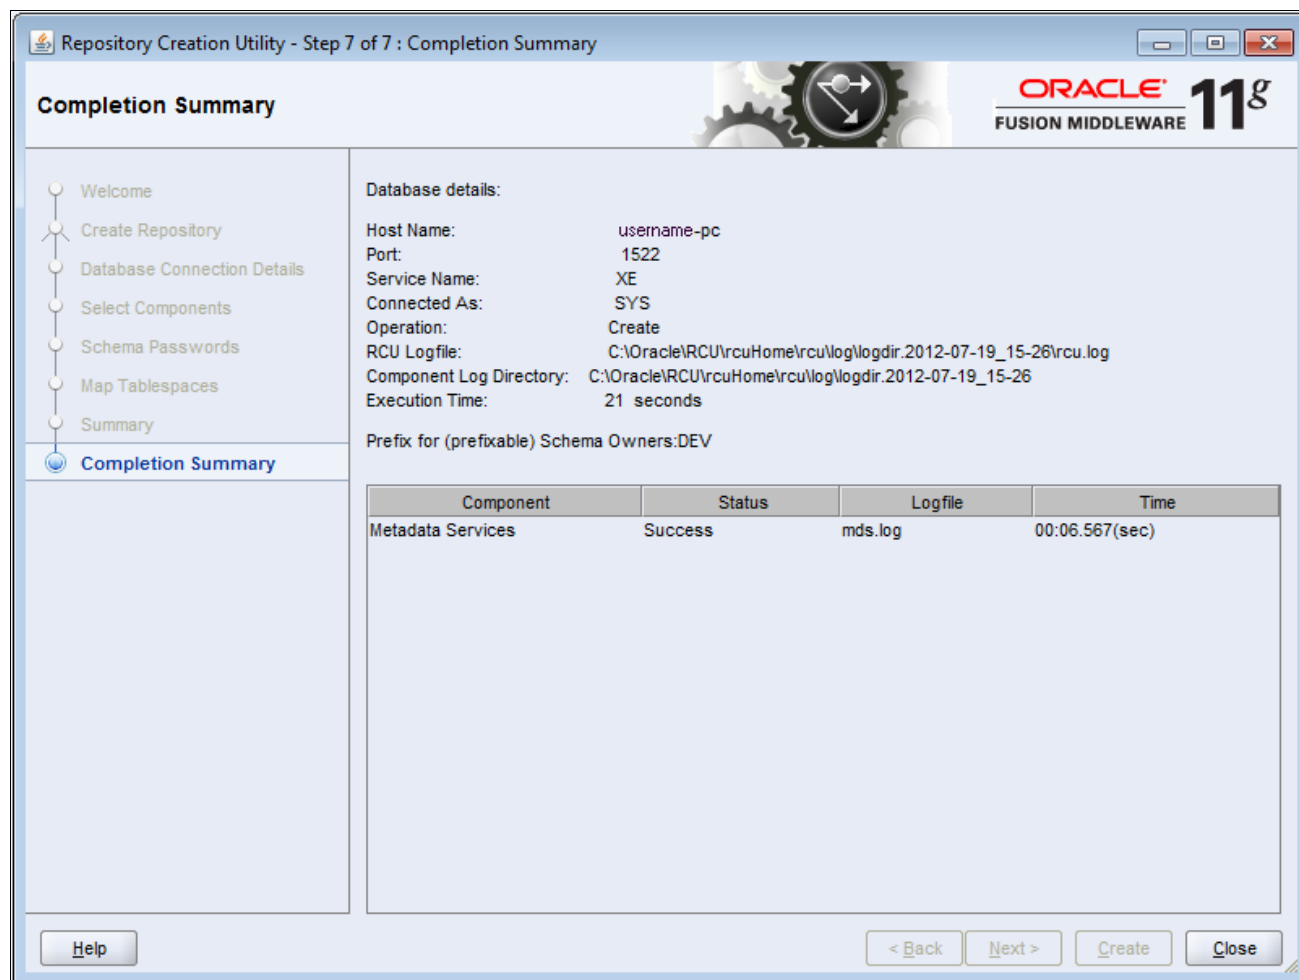 Repository Creation Utility - Step 7 of 7 : Completion Summary
Completion Summary
ORACLE
FUSION MIDDLEWARE 11g
Welcome
Create Repository
Database Connection Details
Select Components
Schema Passwords
Map Tablespaces
Summary
Completion Summary
Database details:
Host Name: username-pc
Port: 1522
Service Name: XE
Connected As: SYS
Operation: Create
RCU Logfile: C:\Oracle\RCU\rcuHome\rcu\log\logdir.2012-07-19_15-26\rcu.log
Component Log Directory: C:\Oracle\RCU\rcuHome\rcu\log\logdir.2012-07-19_15-26
Execution Time: 21 seconds
Prefix for (prefixable) Schema Owners:DEV
Component Status Logfile Time
Metadata Services Success mds.log 00:06.567(sec)
Help < Back Next > Create Close